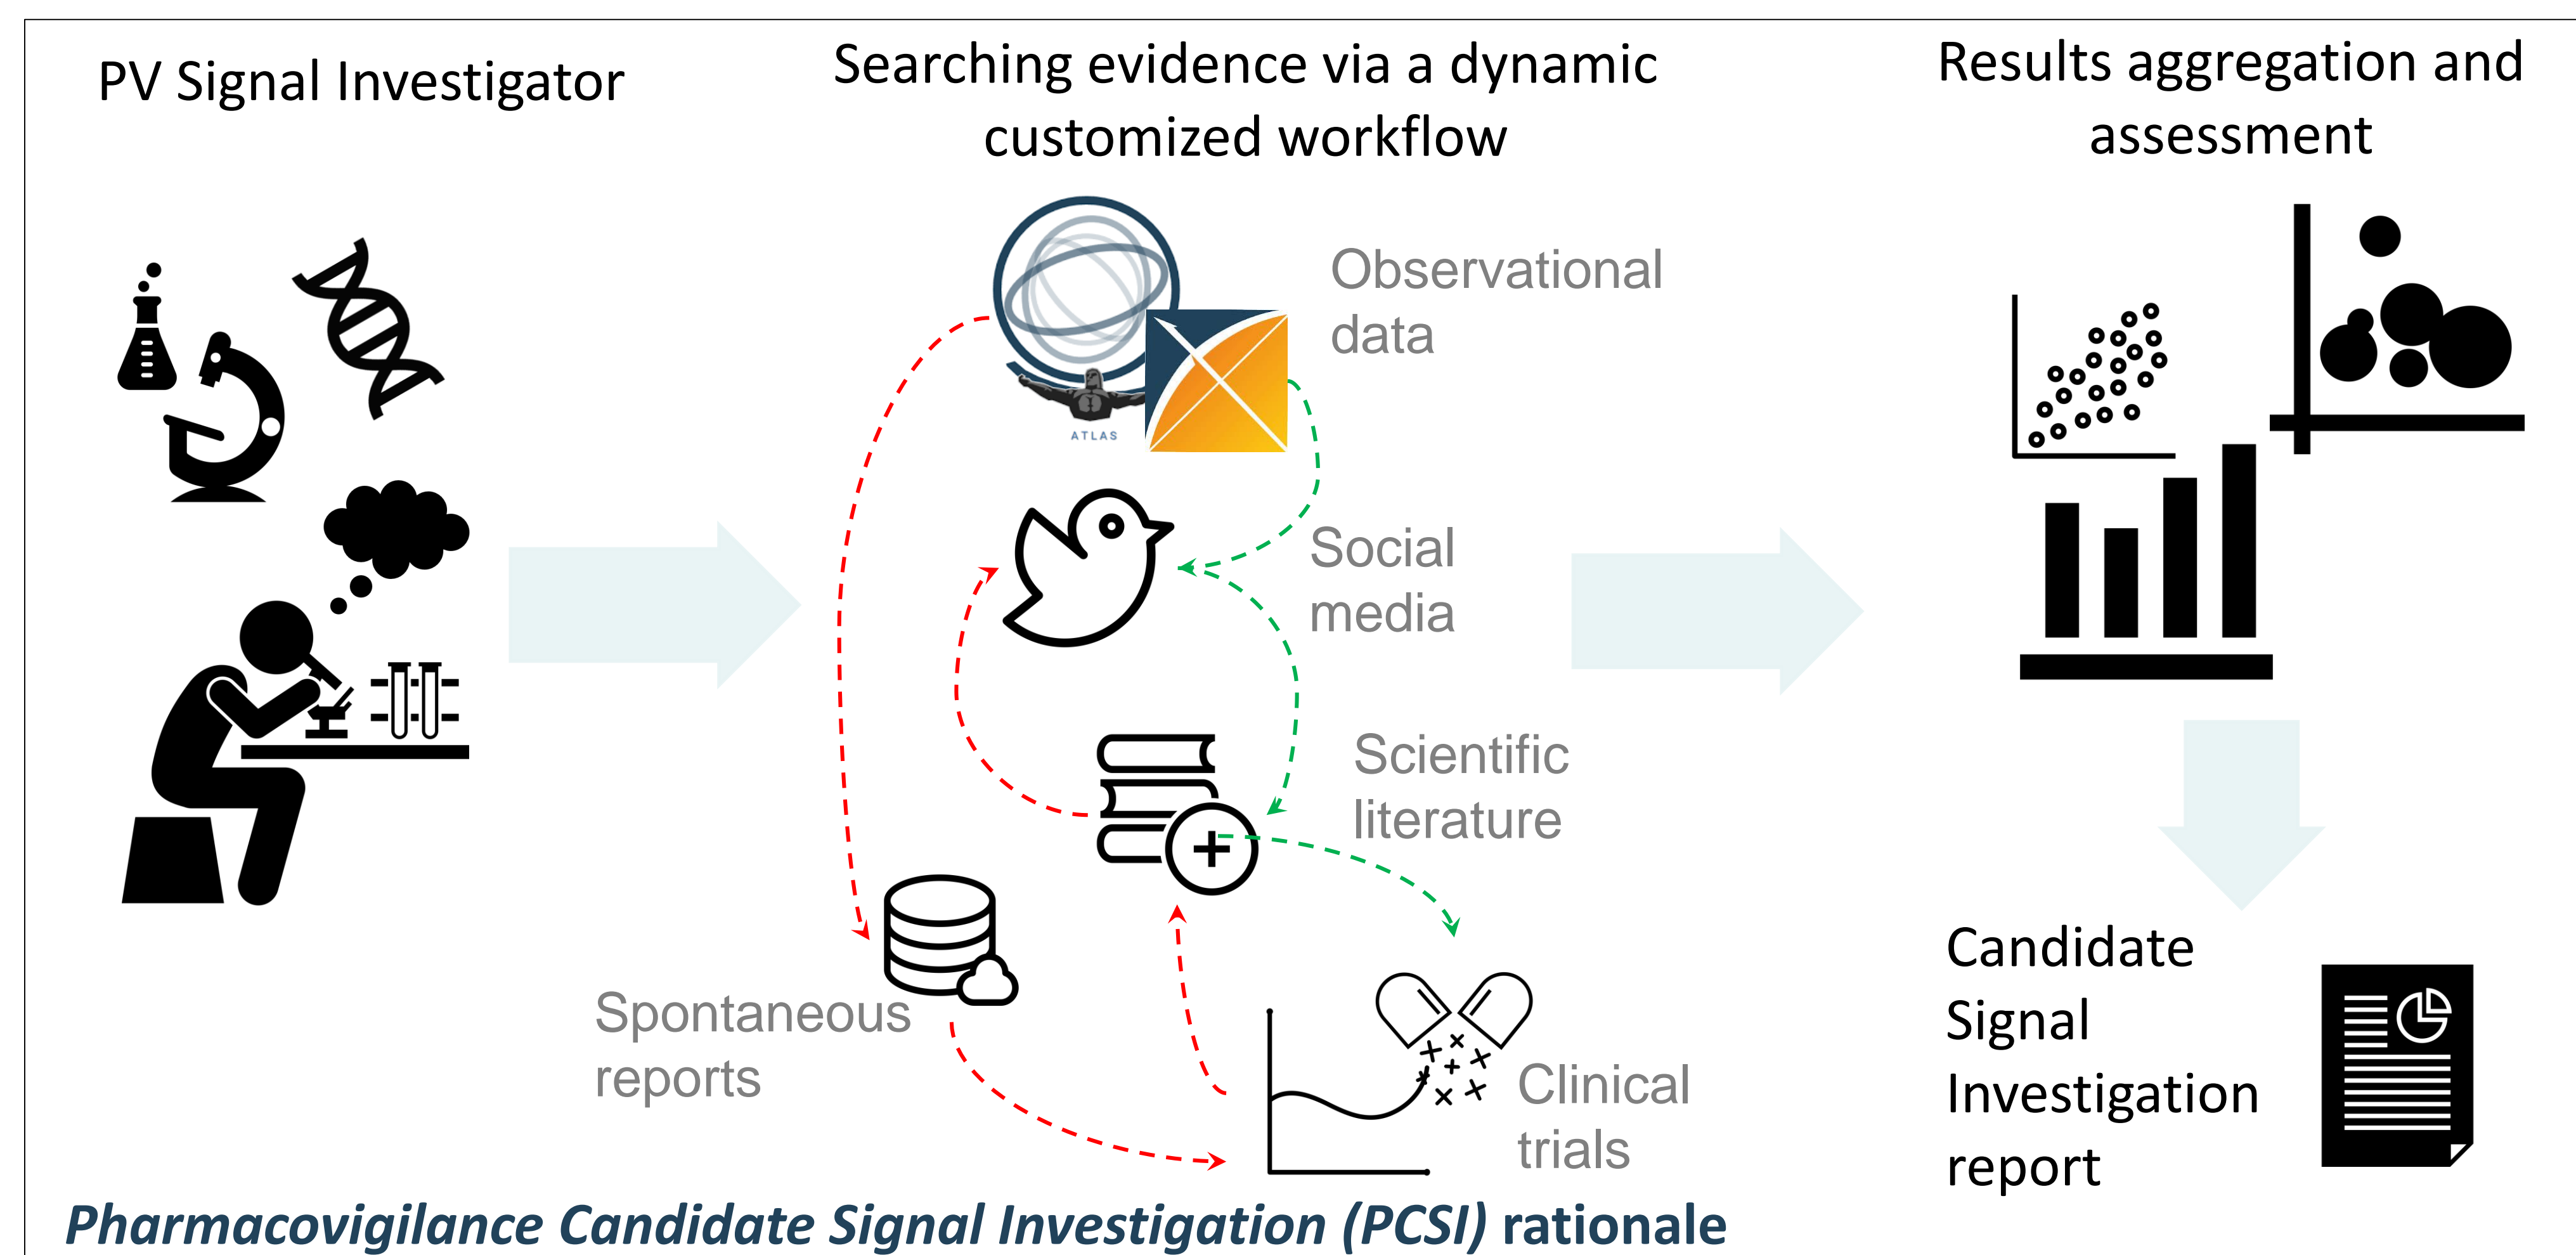 PV Signal Investigator
Searching evidence via a dynamic
customized workflow
Results aggregation and
assessment
ATLAS
Observational
data
Social
media
Scientific
literature
Spontaneous
reports
Clinical
trials
Candidate
Signal
Investigation
report
Pharmacovigilance Candidate Signal Investigation (PCSI) rationale